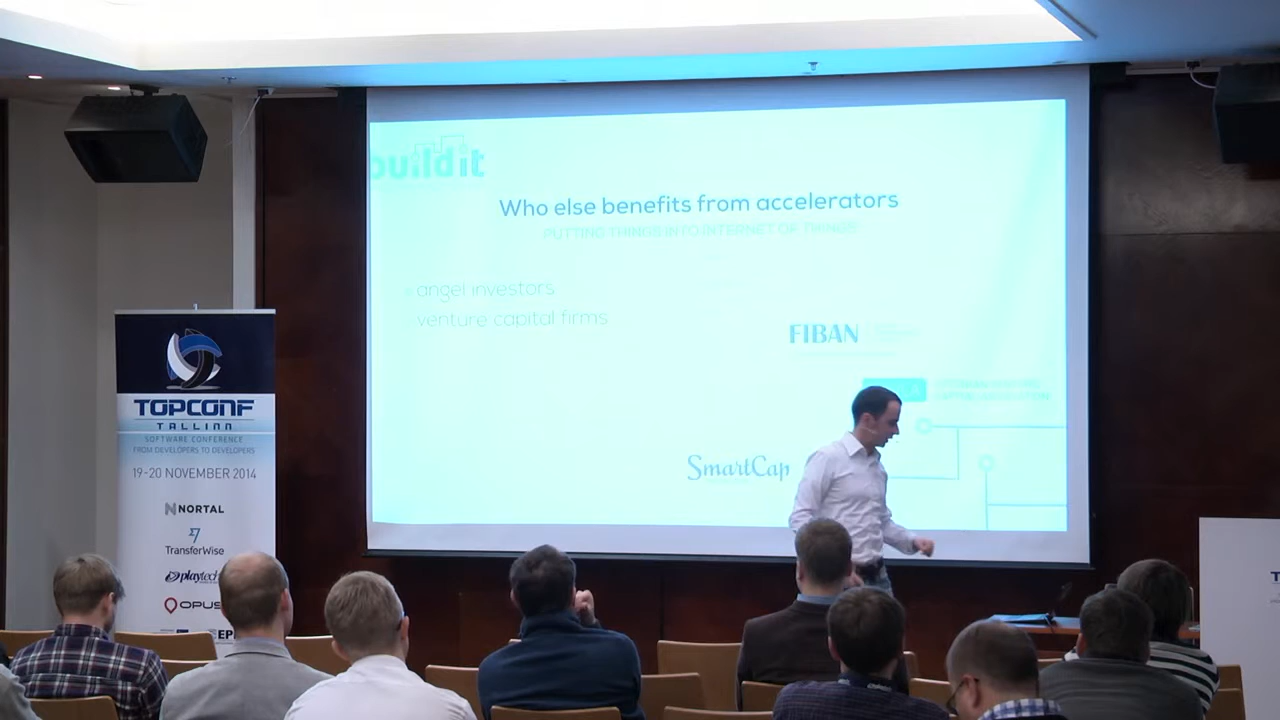 buildit
Who else benefits from accelerators
PUTTING THINGS INTO INTERNET OF THINGS
angel investors
venture capital firms
FIBAN
SmartCap
TOPCONF
TALLINN
SOFTWARE CONFERENCE
FROM DEVELOPERS TO DEVELOPERS
19-20 NOVEMBER 2014
NORTAL
TransferWise
playtech
OPUS
EP